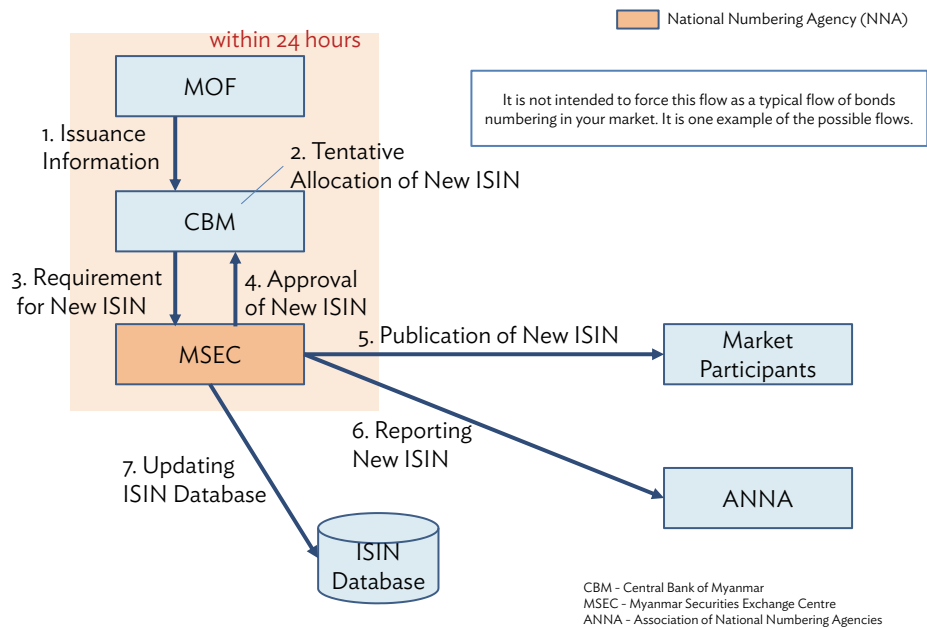 National Numbering Agency (NNA)
within 24 hours
MOF
It is not intended to force this flow as a typical flow of bonds
numbering in your market. It is one example of the possible flows.
1. Issuance
Information
2. Tentative
Allocation of New ISIN
CBM
3. Requirement
for New ISIN
4. Approval
of New ISIN
5. Publication of New ISIN
MSEC
Market
Participants
6. Reporting
New ISIN
7. Updating
ISIN Database
ANNA
ISIN
Database
CBM – Central Bank of Myanmar
MSEC – Myanmar Securities Exchange Centre
ANNA – Association of National Numbering Agencies